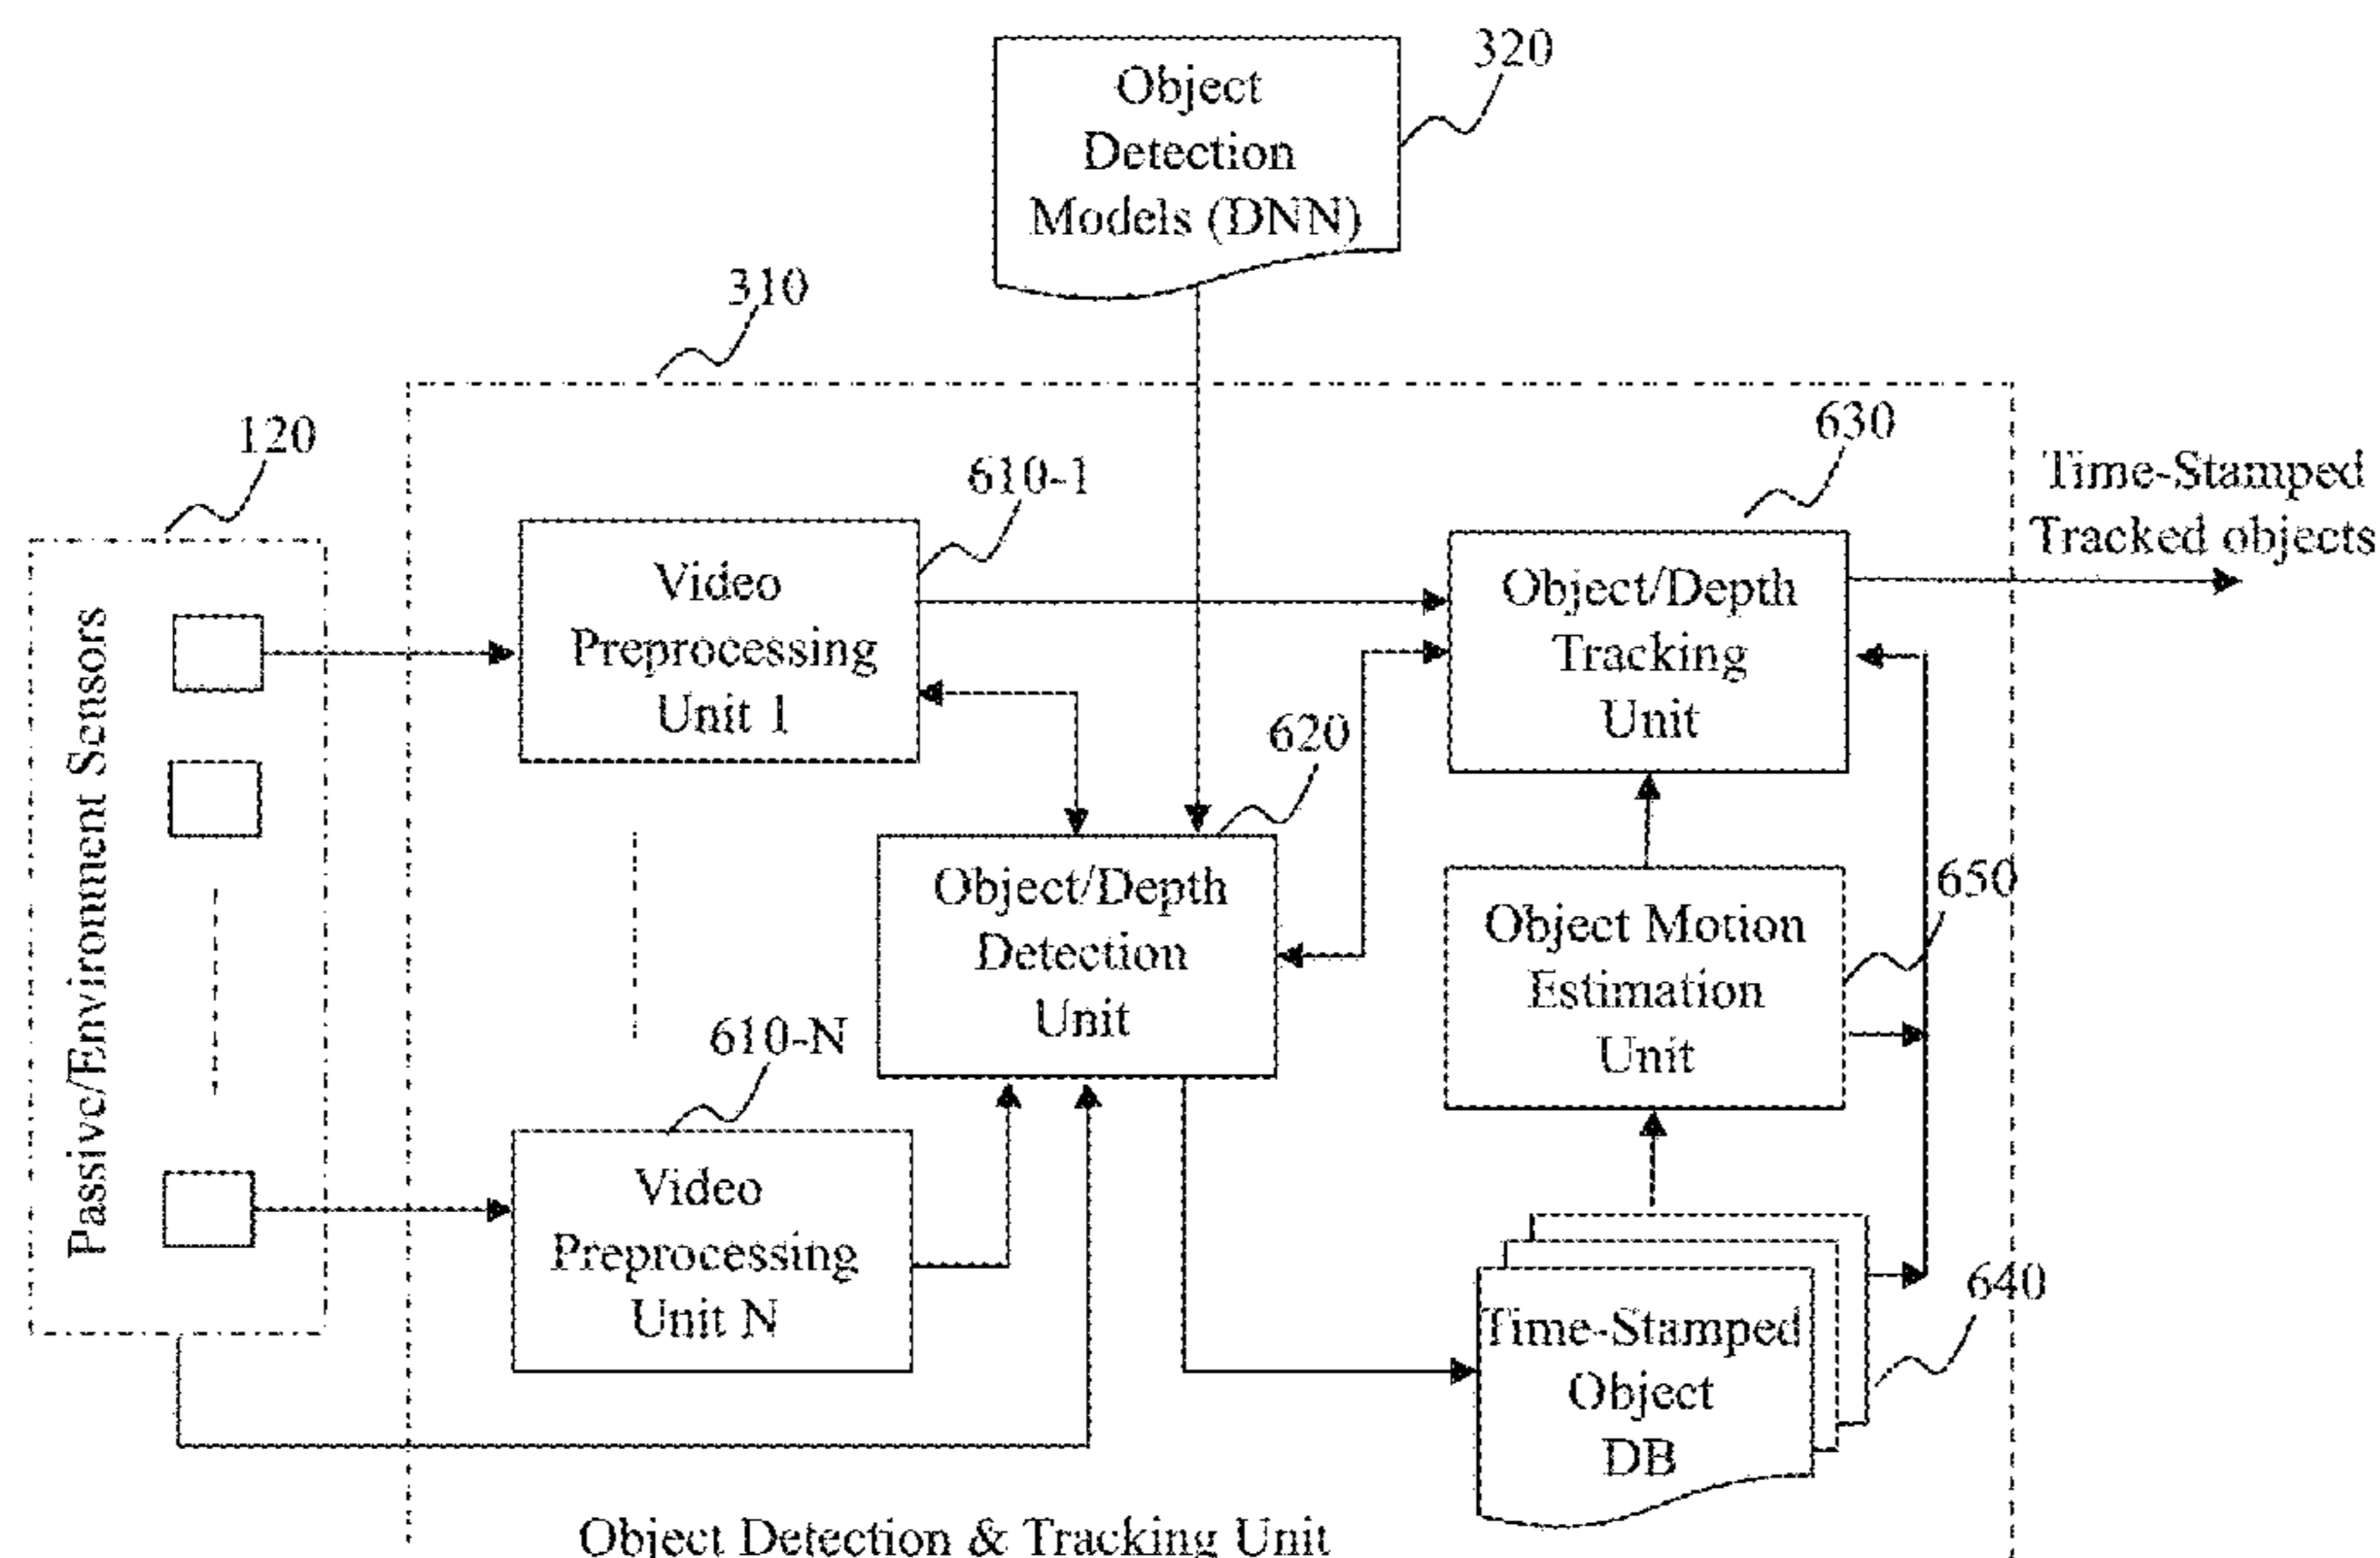 Object
Detection
Models (DNN)
320
310
120
Passive/Environment Sensors
610-1
Video
Preprocessing
Unit 1
630
Time-Stamped
Tracked objects
Object/Depth
Tracking
Unit
620
Object/Depth
Detection
Unit
650
Object Motion
Estimation
Unit
610-N
Video
Preprocessing
Unit N
640
Time-Stamped
Object
DB
Object Detection & Tracking Unit